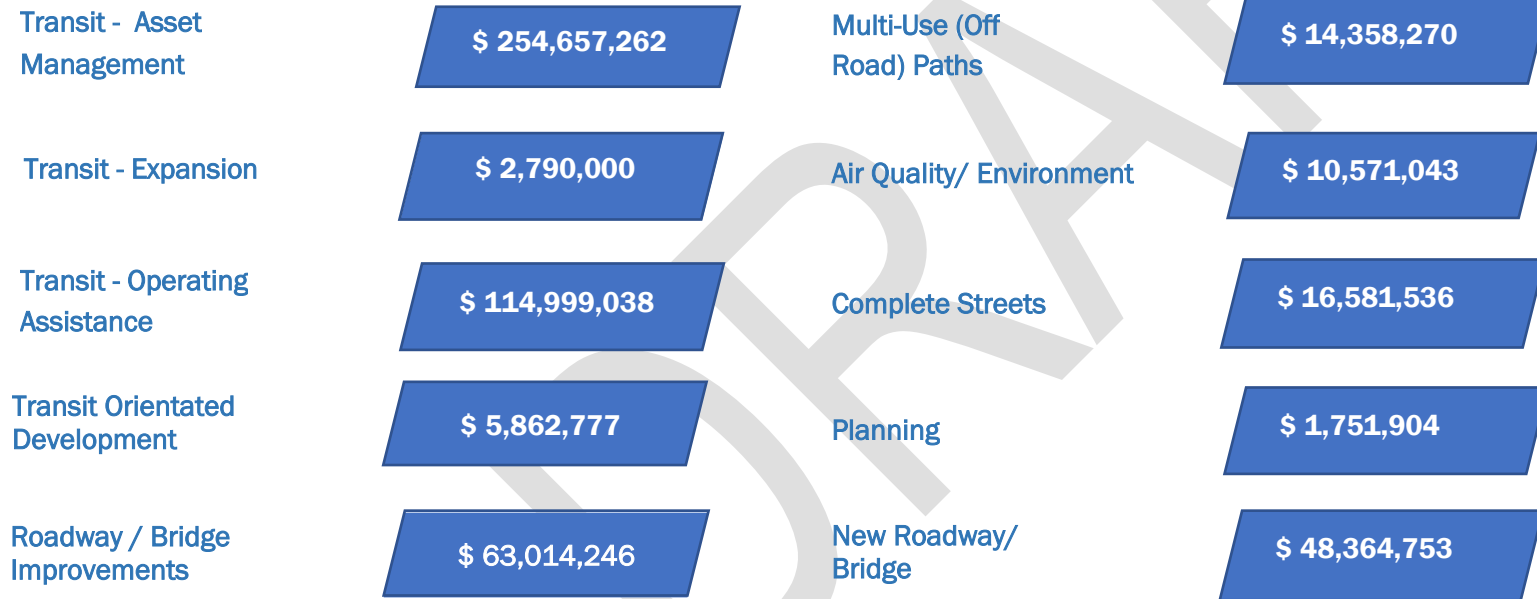 Transit -  Asset
Management
$ 254,657,262
Multi-Use (Off
Road) Paths
$ 14,358,270
Transit - Expansion
$ 2,790,000
Air Quality/ Environment
$ 10,571,043
Transit - Operating
Assistance
$ 114,999,038
Complete Streets
$ 16,581,536
Transit Orientated
Development
$ 5,862,777
Planning
$ 1,751,904
Roadway / Bridge
Improvements
$ 63,014,246
New Roadway/
Bridge
$ 48,364,753